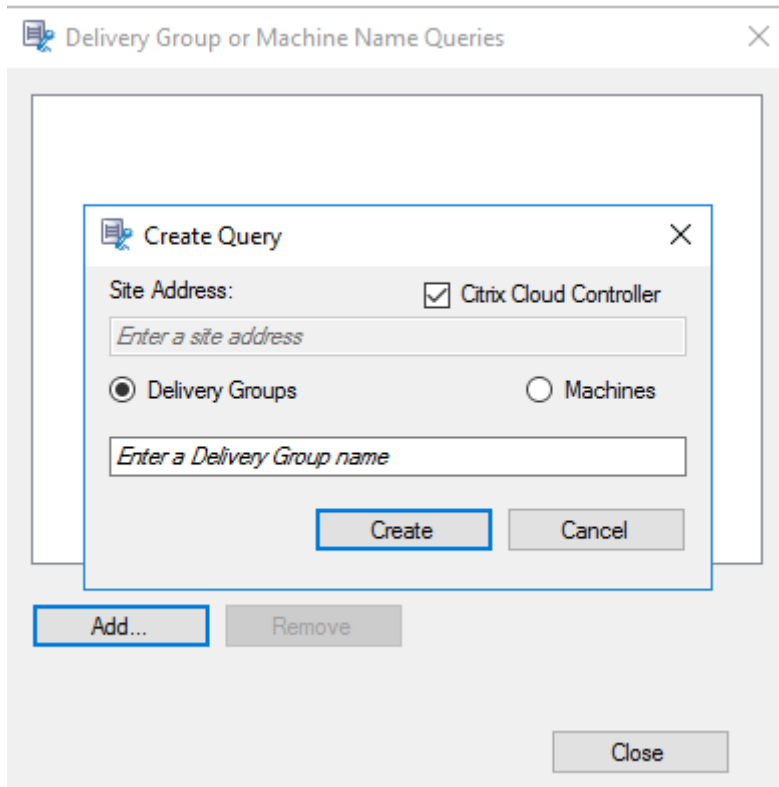 Delivery Group or Machine Name Queries
Create Query
Site Address:
Citrix Cloud Controller
Enter a site address
Delivery Groups
Machines
Enter a Delivery Group name
Create
Cancel
Add...
Remove
Close